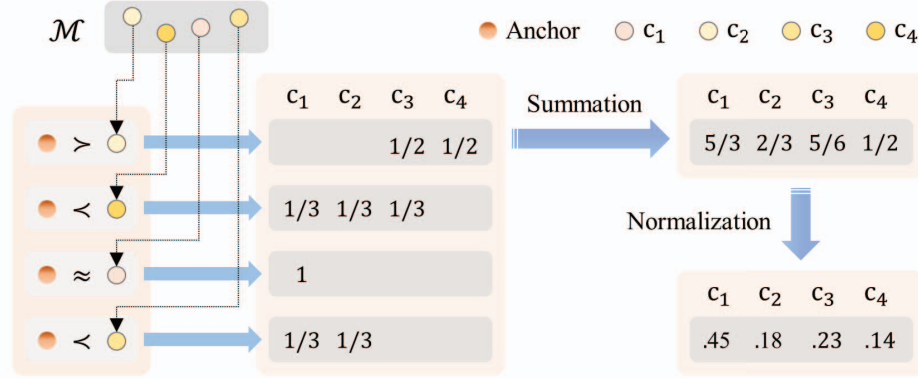 M
Anchor c₁ c₂ c₃ c₄
c₁ c₂ c₃ c₄
≻ 1/2 1/2
≺ 1/3 1/3 1/3
≈ 1
≺ 1/3 1/3
Summation
c₁ c₂ c₃ c₄
5/3 2/3 5/6 1/2
Normalization
c₁ c₂ c₃ c₄
.45 .18 .23 .14